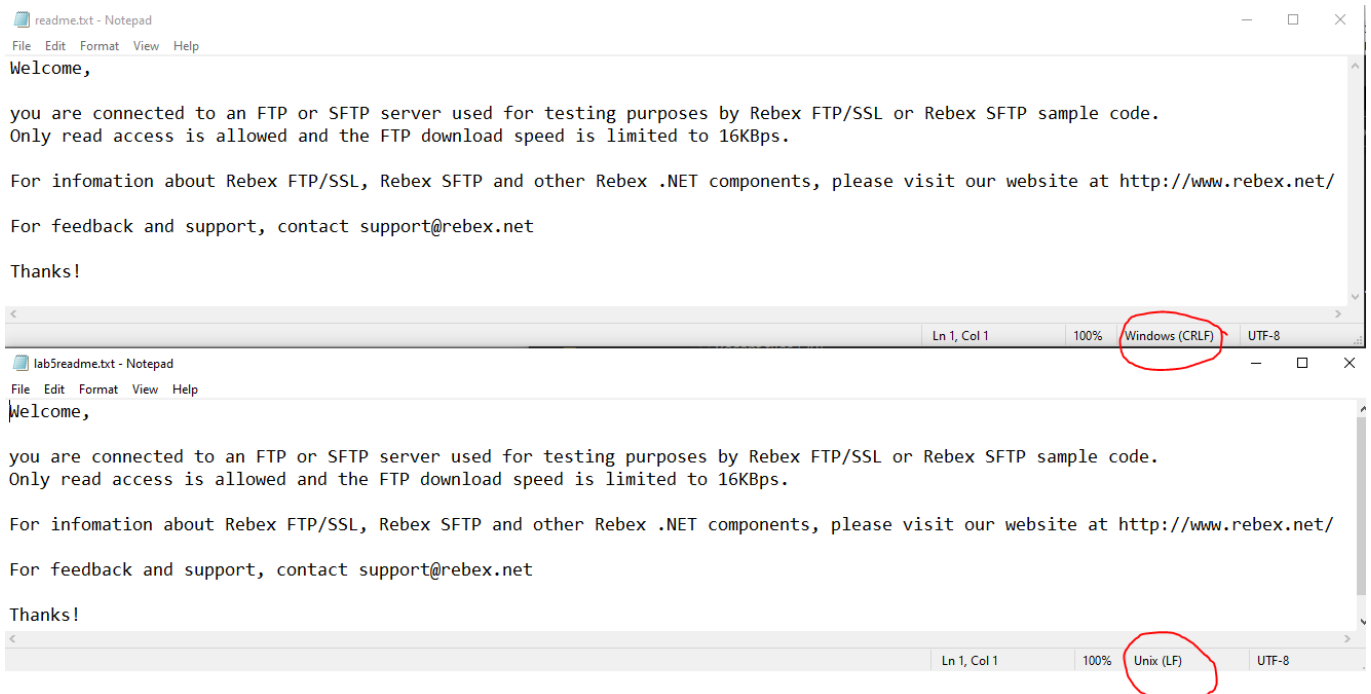 readme.txt - Notepad
File Edit Format View Help
Welcome,
you are connected to an FTP or SFTP server used for testing purposes by Rebex FTP/SSL or Rebex SFTP sample code.
Only read access is allowed and the FTP download speed is limited to 16KBps.
For infomation about Rebex FTP/SSL, Rebex SFTP and other Rebex .NET components, please visit our website at http://www.rebex.net/
For feedback and support, contact support@rebex.net
Thanks!
Ln 1, Col 1 100% Windows (CRLF) UTF-8
lab5readme.txt - Notepad
File Edit Format View Help
Welcome,
you are connected to an FTP or SFTP server used for testing purposes by Rebex FTP/SSL or Rebex SFTP sample code.
Only read access is allowed and the FTP download speed is limited to 16KBps.
For infomation about Rebex FTP/SSL, Rebex SFTP and other Rebex .NET components, please visit our website at http://www.rebex.net/
For feedback and support, contact support@rebex.net
Thanks!
Ln 1, Col 1 100% Unix (LF) UTF-8